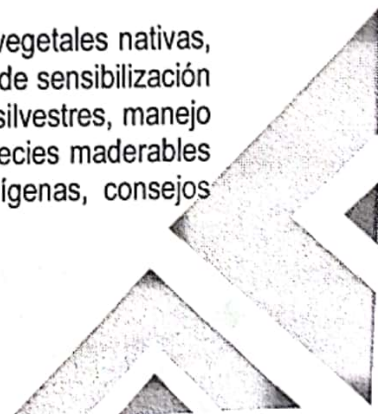 vegetales nativas,
de sensibilización
silvestres, manejo
ecies maderables
ígenas, consejos